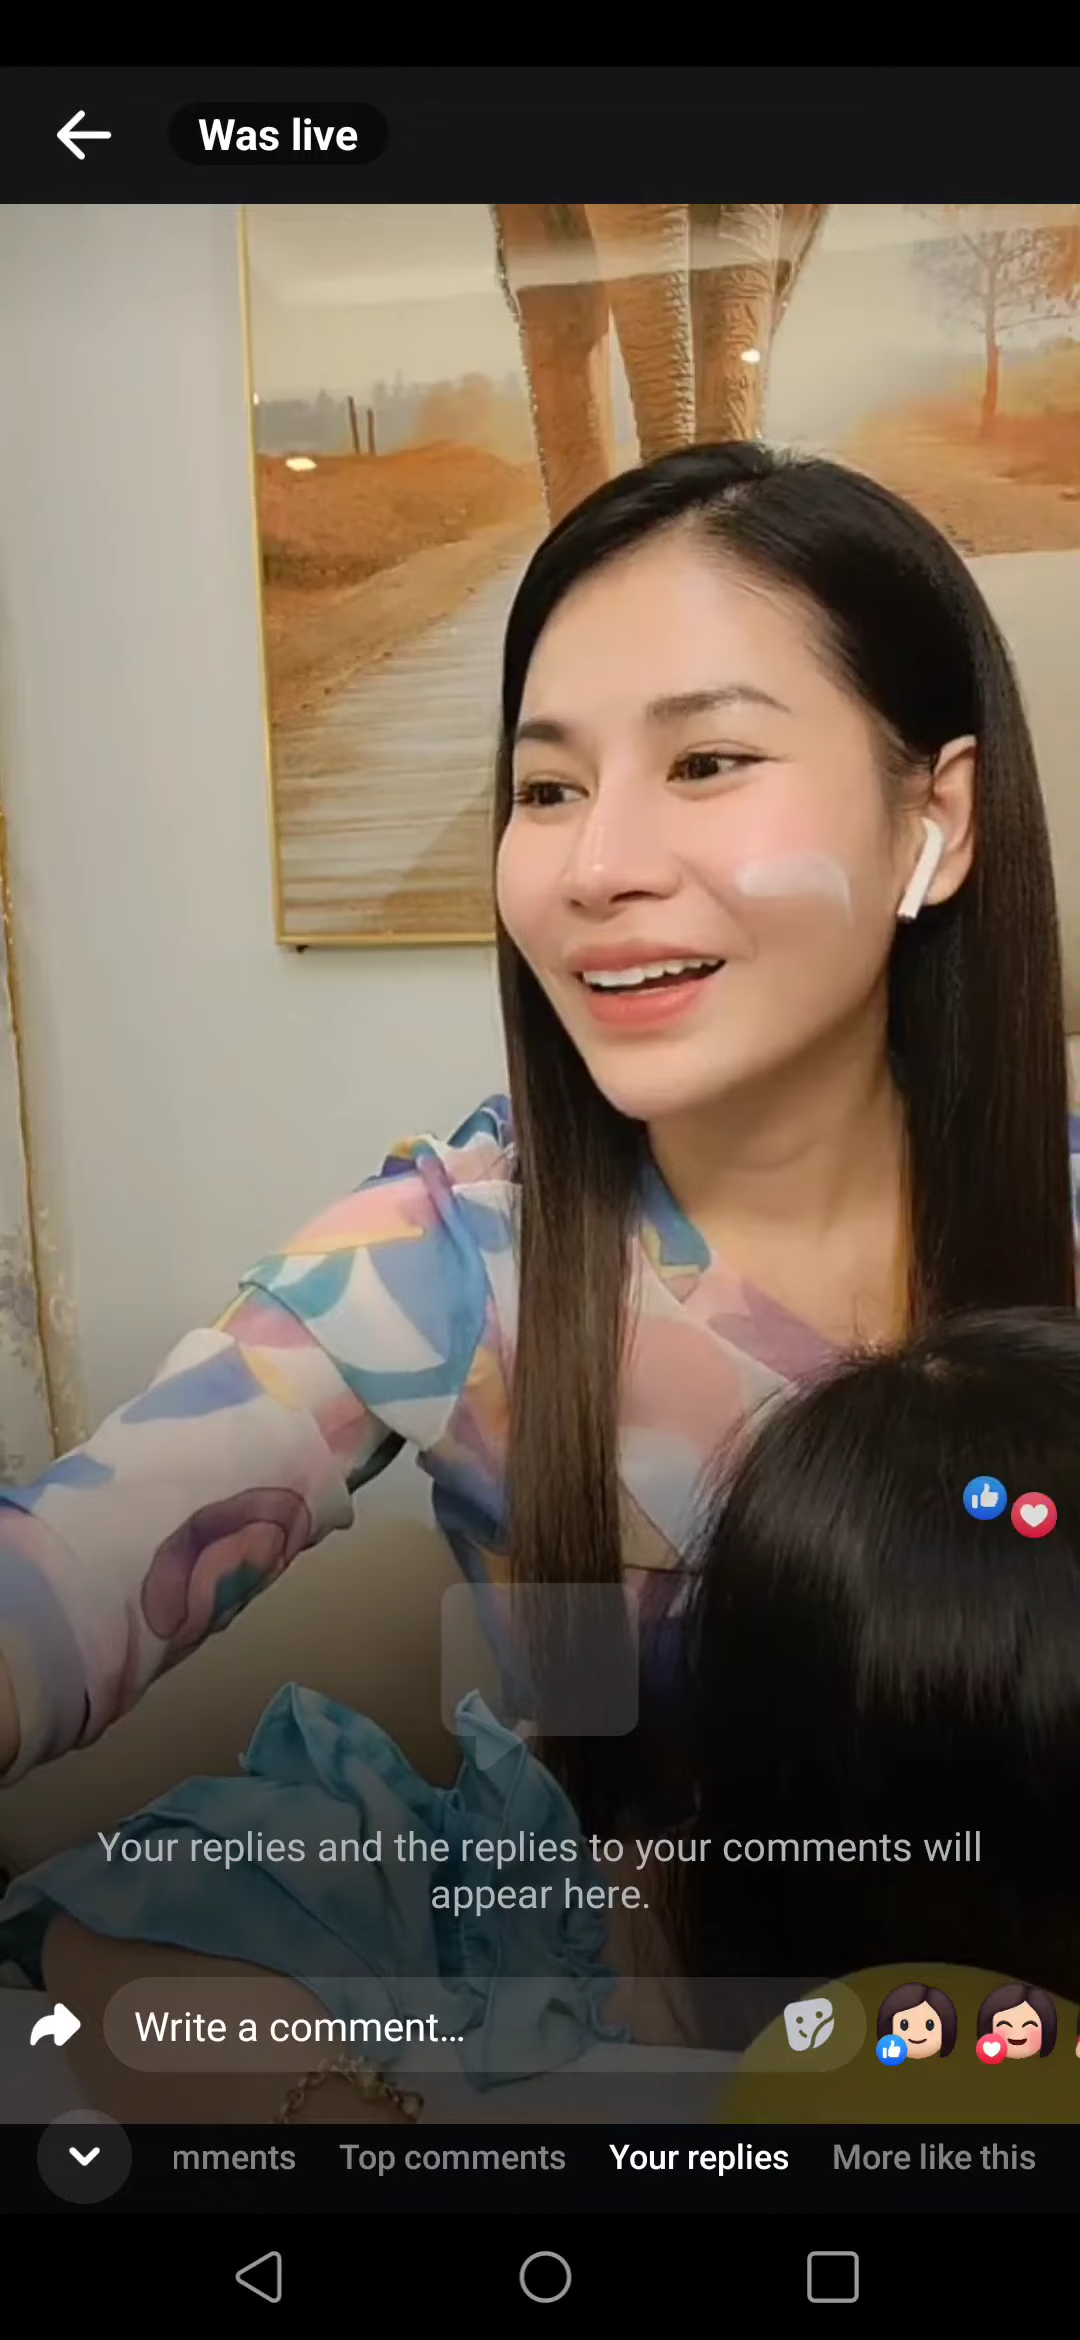 Was live
Your replies and the replies to your comments will
appear here.
Write a comment...
mments Top comments Your replies More like this